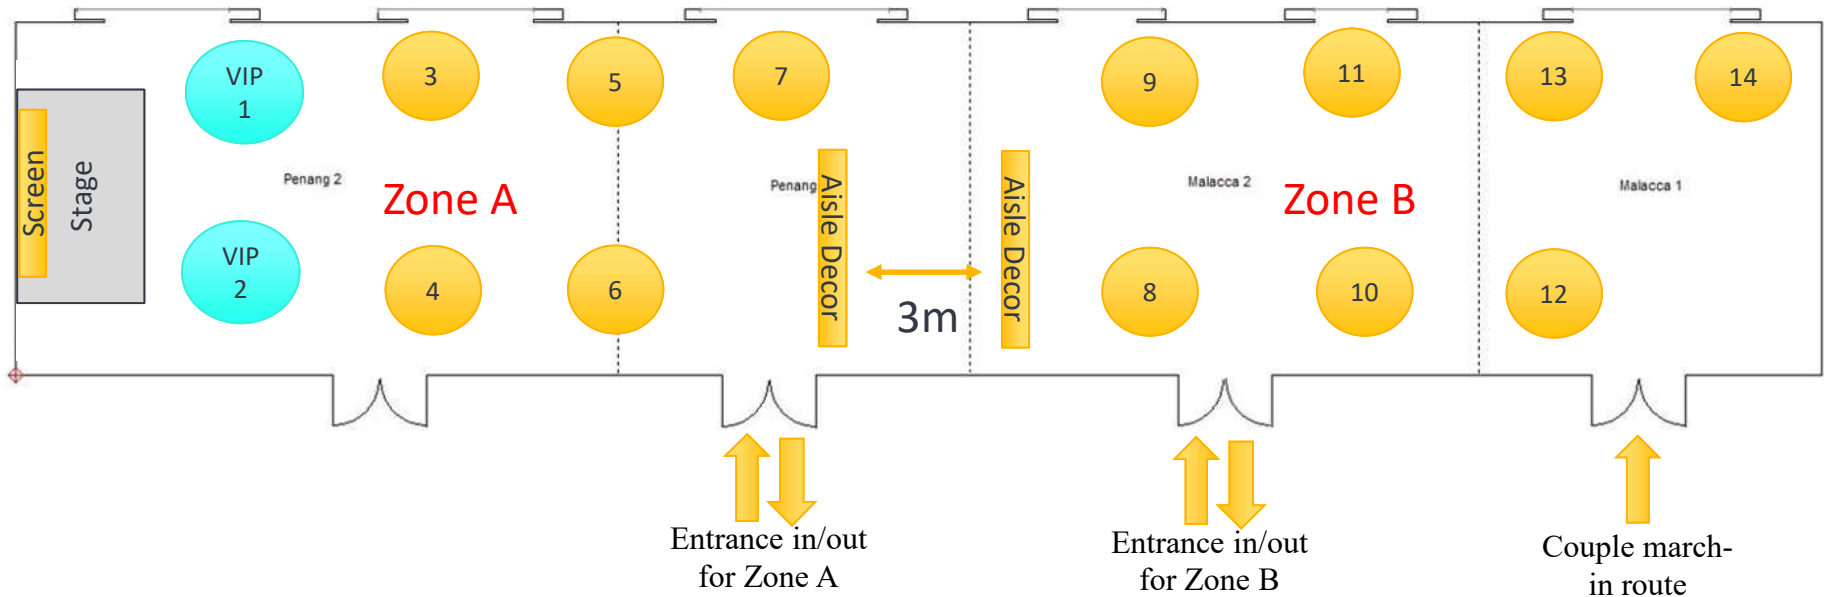 VIP
1
3
5
7
9
11
13
14
Screen
Stage
Penang 2
Zone A
Penang
Aisle Decor
Aisle Decor
Malacca 2
Zone B
Malacca 1
VIP
2
4
6
3m
8
10
12
Entrance in/out
for Zone A
Entrance in/out
for Zone B
Couple march-
in route